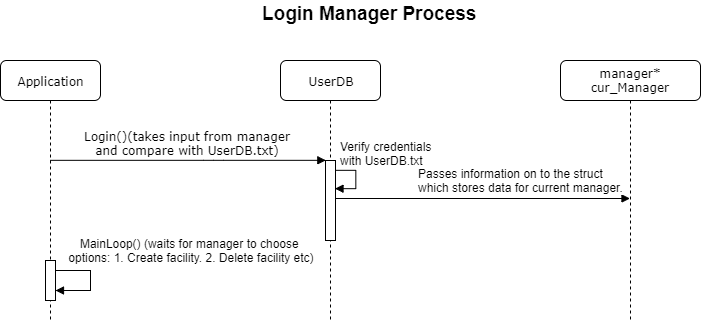 Login Manager Process
Application
UserDB
manager*
cur_Manager
Login()(takes input from manager
and compare with UserDB.txt)
Verify credentials
with UserDB.txt
Passes information on to the struct
which stores data for current manager.
MainLoop() (waits for manager to choose
options: 1. Create facility. 2. Delete facility etc)